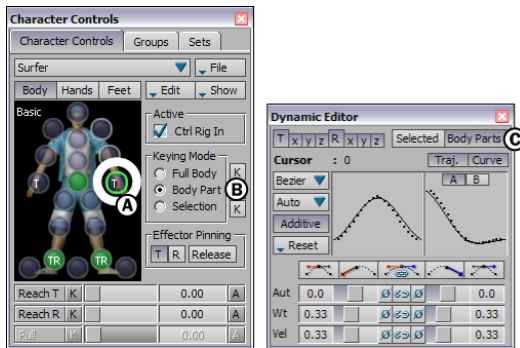 Character Controls
Character Controls Groups Sets
Surfer File
Body Hands Feet Edit Show
Basic
Active
Ctrl Rig In
Keying Mode
Full Body K
Body Part B
Selection K
T T
A
Effector Pinning
T R Release
TR TR
Reach T K 0.00 A
Reach R K 0.00 A
Pull K 0.00 A
Dynamic Editor
T x y z R x y z Selected Body Parts C
Cursor : 0 Traj. Curve
Bezier A B
Auto
Additive
Reset
Aut 0.0 0.0
Wt 0.33 0.33
Vel 0.33 0.33